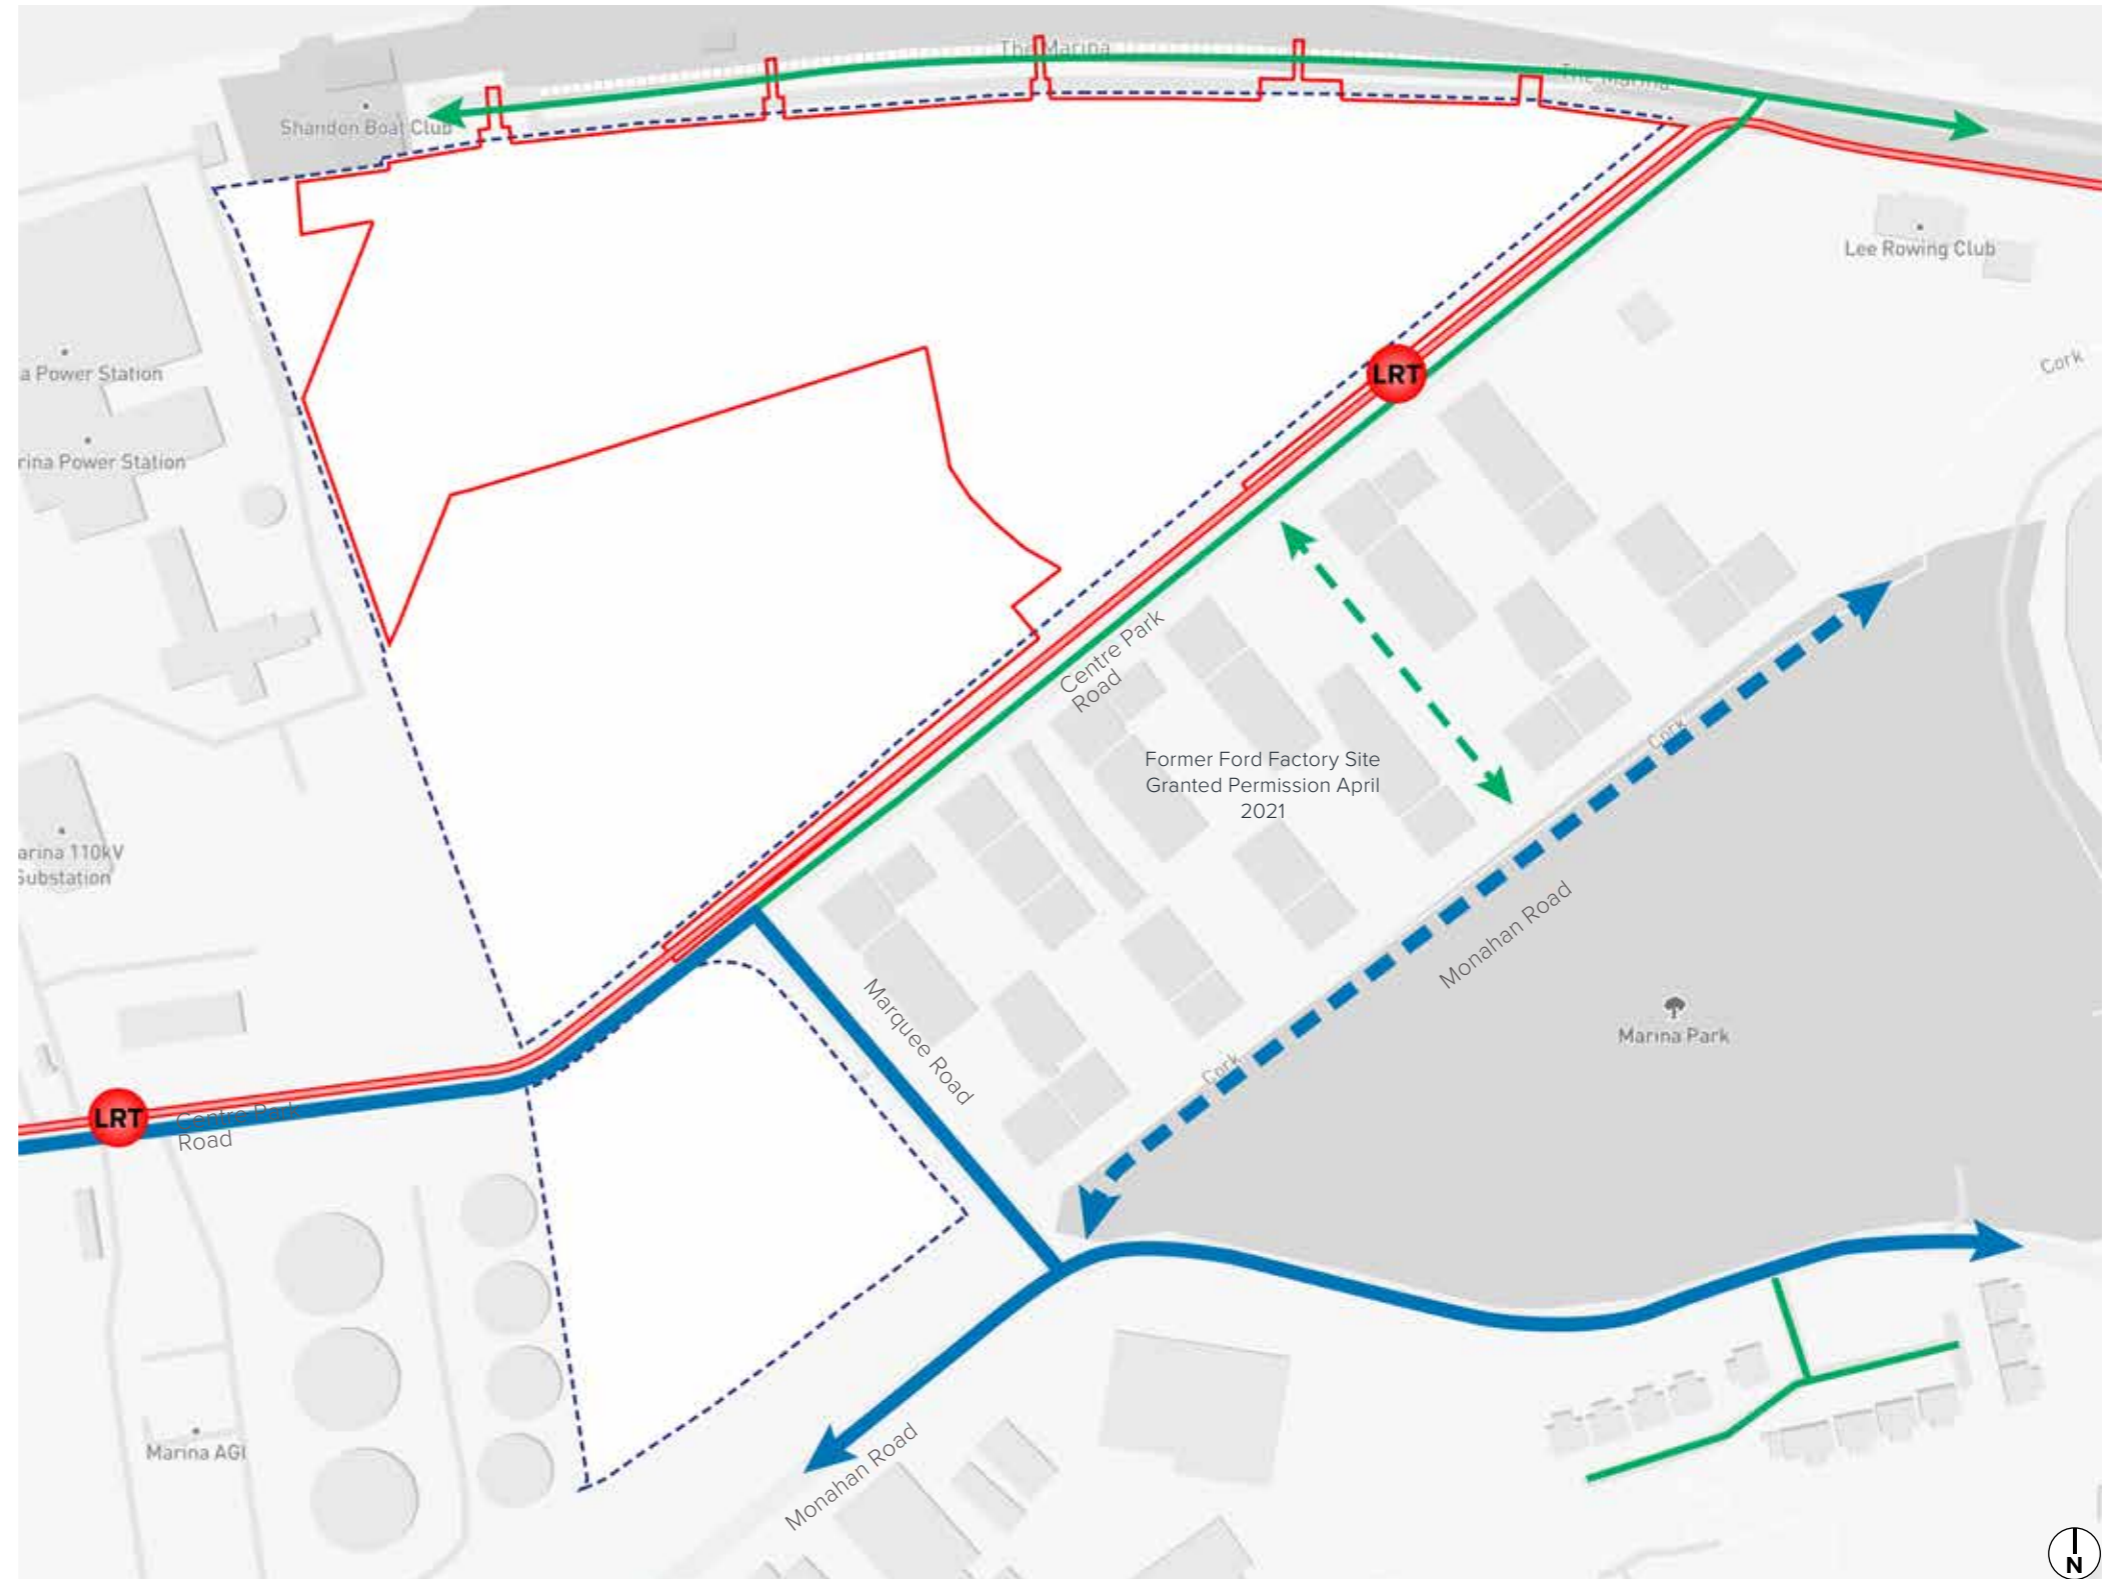 The Marina
The Marina
Shandon Boat Club
Lee Rowing Club
a Power Station
Cork
LRT
rina Power Station
Centre Park
Road
Cork
Former Ford Factory Site
Granted Permission April
2021
arina 110kV
Substation
Monahan Road
Marquee Road
Marina Park
Cork
LRT
Centre Park
Road
Marina AGI
Monahan Road
N